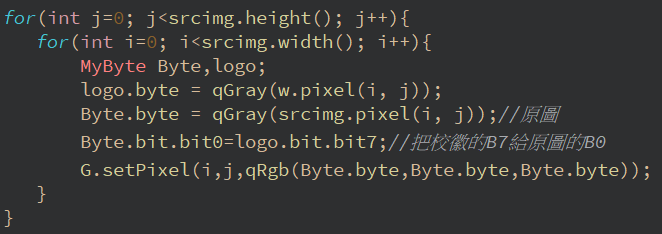 for(int j=0; j<srcimg.height(); j++){
for(int i=0; i<srcimg.width(); i++){
MyByte Byte,logo;
logo.byte = qGray(w.pixel(i, j));
Byte.byte = qGray(srcimg.pixel(i, j));//原圖
Byte.bit.bit0=logo.bit.bit7;//把校徽的B7給原圖的B0
G.setPixel(i,j,qRgb(Byte.byte,Byte.byte,Byte.byte));
}
}